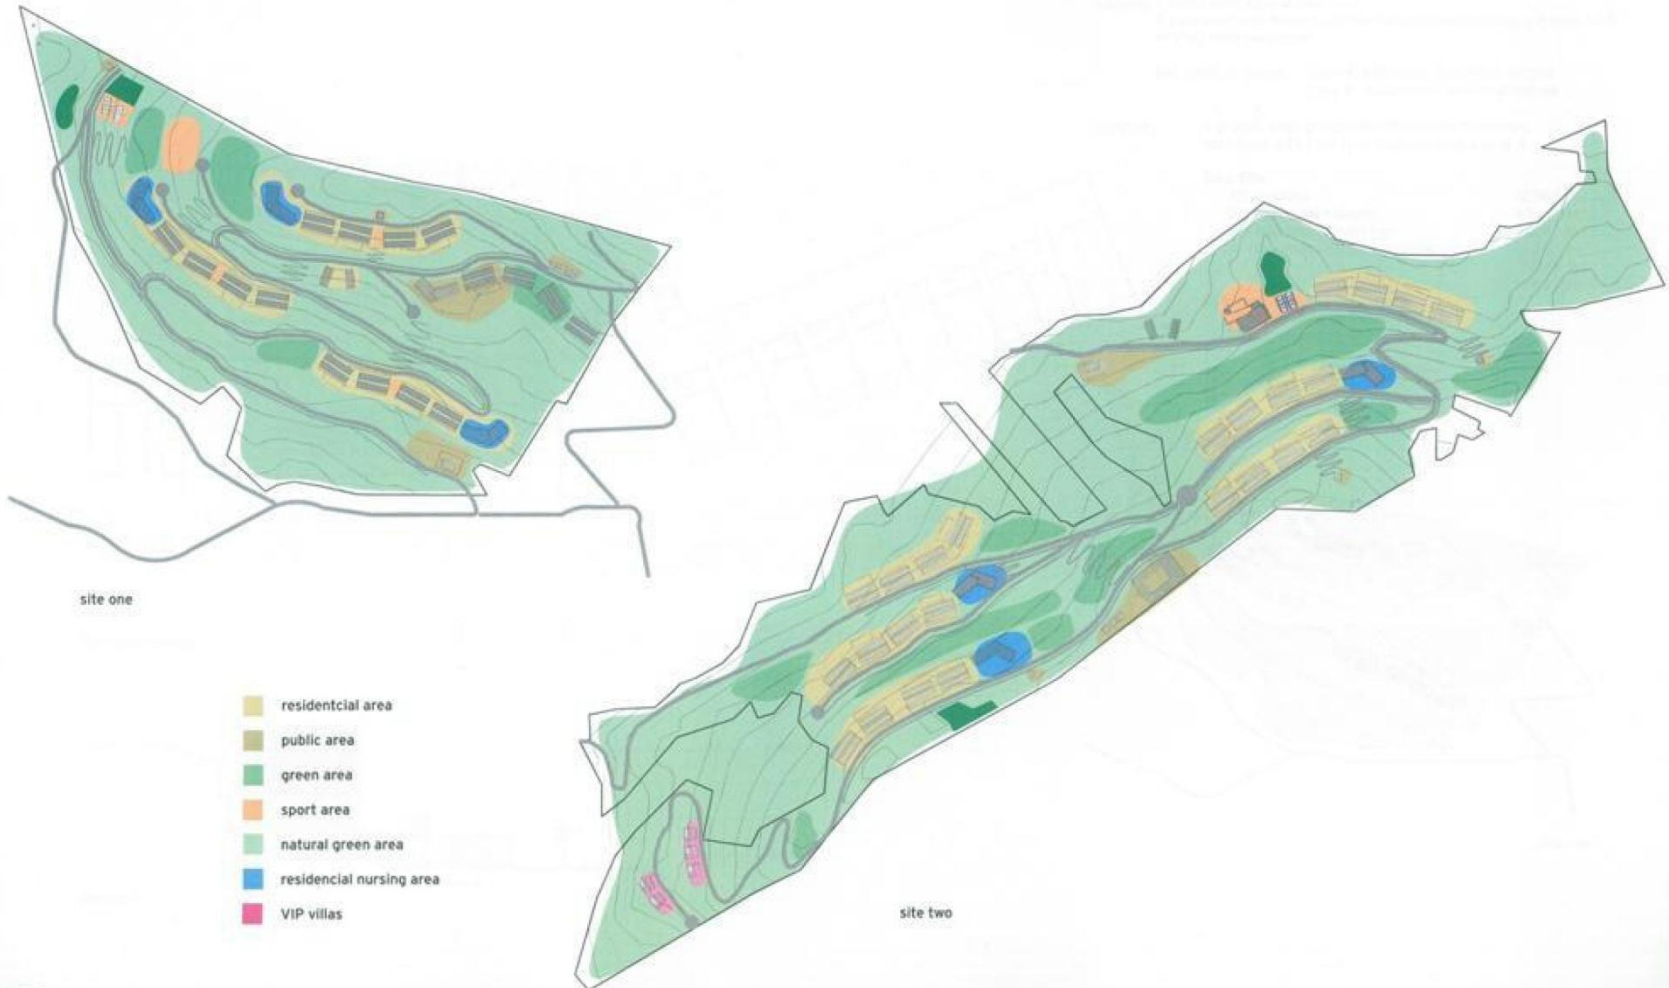 site one
residentcial area
public area
green area
sport area
natural green area
residencial nursing area
VIP villas
site two